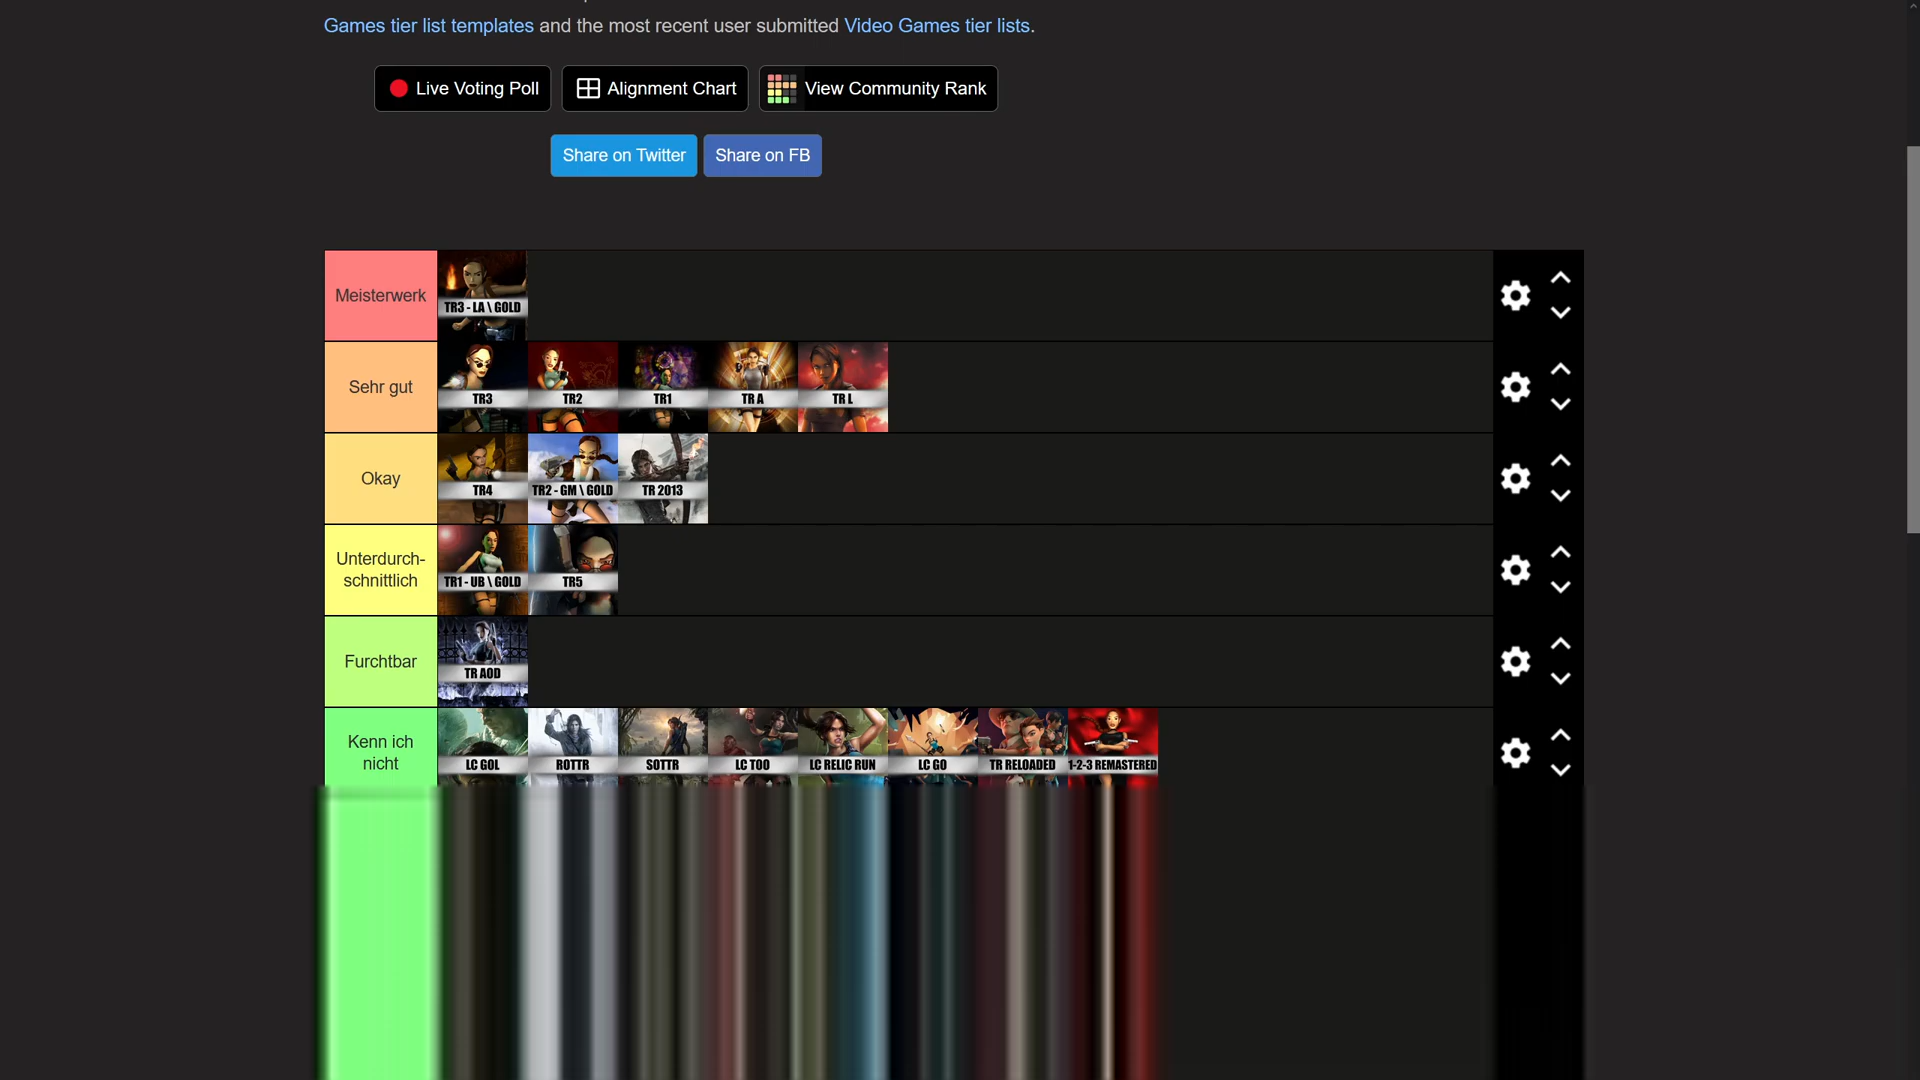 Games tier list templates and the most recent user submitted Video Games tier lists.
Live Voting Poll
Alignment Chart
View Community Rank
Share on Twitter
Share on FB
Meisterwerk
TR3 - LA \ GOLD
Sehr gut
TR3
TR2
TR1
TR A
TR L
Okay
TR4
TR2 - GM \ GOLD
TR 2013
Unterdurch-
schnittlich
TR1 - UB \ GOLD
TR5
Furchtbar
TR AOD
Kenn ich
nicht
LC GOL
ROTTR
SOTTR
LC TOO
LC RELIC RUN
LC GO
TR RELOADED
1-2-3 REMASTERED